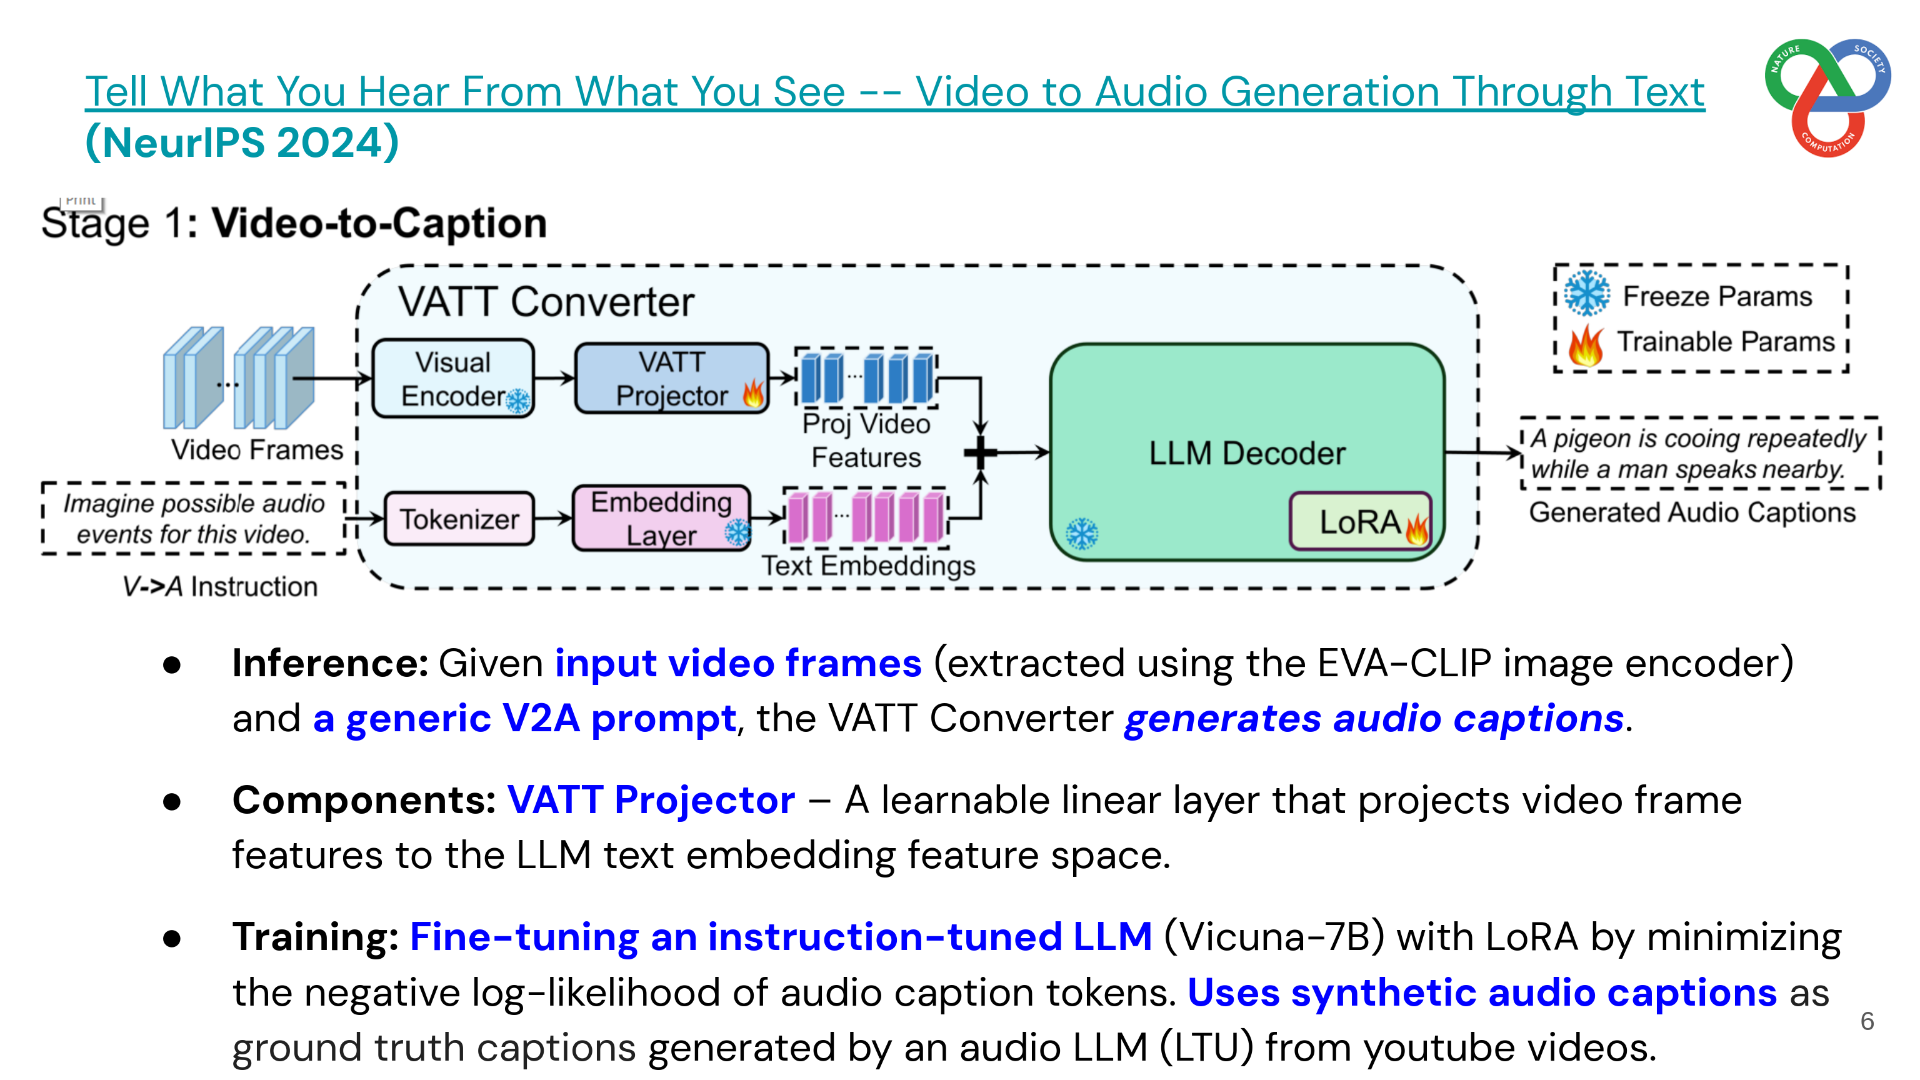 Tell What You Hear From What You See -- Video to Audio Generation Through Text
(NeurIPS 2024)
NATURE
SOCIETY
COMPUTATION
Print
Stage 1: Video-to-Caption
VATT Converter
Freeze Params
Trainable Params
Visual
Encoder
VATT
Projector
...
...
Video Frames
Proj Video
Features
LLM Decoder
A pigeon is cooing repeatedly
while a man speaks nearby.
Generated Audio Captions
Imagine possible audio
events for this video.
V->A Instruction
Tokenizer
Embedding
Layer
...
Text Embeddings
+
LoRA
● Inference: Given input video frames (extracted using the EVA-CLIP image encoder)
and a generic V2A prompt, the VATT Converter generates audio captions.
● Components: VATT Projector – A learnable linear layer that projects video frame
features to the LLM text embedding feature space.
● Training: Fine-tuning an instruction-tuned LLM (Vicuna-7B) with LoRA by minimizing
the negative log-likelihood of audio caption tokens. Uses synthetic audio captions as
ground truth captions generated by an audio LLM (LTU) from youtube videos.
6